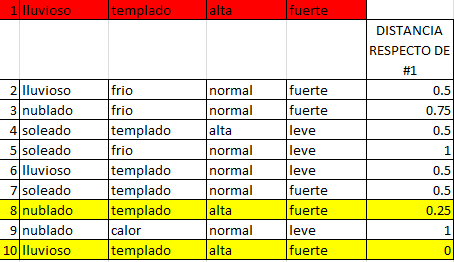 1 lluvioso templado alta fuerte
DISTANCIA
RESPECTO DE
#1
2 lluvioso frio normal fuerte 0.5
3 nublado frio normal fuerte 0.75
4 soleado templado alta leve 0.5
5 soleado frio normal leve 1
6 lluvioso templado normal leve 0.5
7 soleado templado normal fuerte 0.5
8 nublado templado alta fuerte 0.25
9 nublado calor normal leve 1
10 lluvioso templado alta fuerte 0